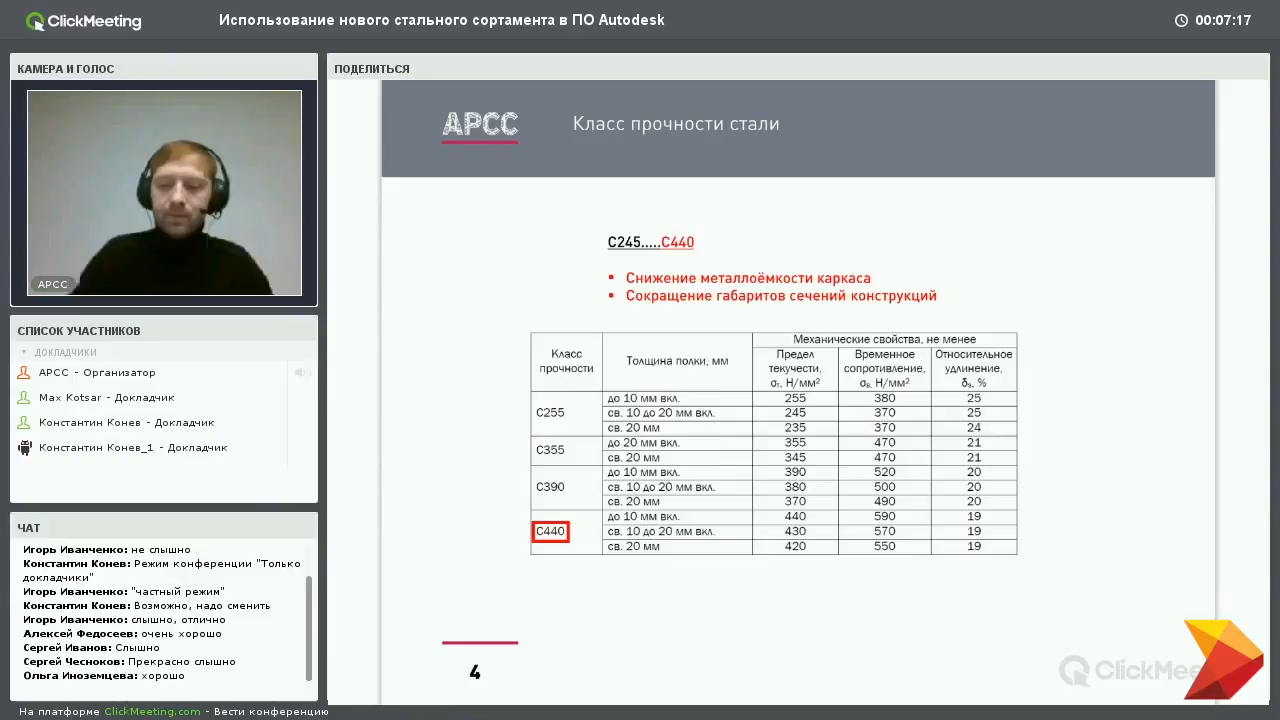 ClickMeeting
Использование нового стального сортамента в ПО Autodesk
00:07:17
КАМЕРА И ГОЛОС
АРСС
СПИСОК УЧАСТНИКОВ
ДОКЛАДЧИКИ
АРСС - Организатор
Max Kotsar - Докладчик
Константин Конев - Докладчик
Константин Конев_1 - Докладчик
ЧАТ
Игорь Иванченко: не слышно
Константин Конев: Режим конференции "Только
докладчики"
Игорь Иванченко: "частный режим"
Константин Конев: Возможно, надо сменить
Игорь Иванченко: слышно, отлично
Алексей Федосеев: очень хорошо
Сергей Иванов: Слышно
Сергей Чесноков: Прекрасно слышно
Ольга Иноземцева: хорошо
ПОДЕЛИТЬСЯ
АРСС
Класс прочности стали
С245.....С440
▪ Снижение металлоёмкости каркаса
▪ Сокращение габаритов сечений конструкций
Класс прочности Толщина полки, мм Механические свойства, не менее
Предел текучести, σт, Н/мм² Временное сопротивление, σв, Н/мм² Относительное удлинение, δ5, %
С255 до 10 мм вкл. 255 380 25
св. 10 до 20 мм вкл. 245 370 25
св. 20 мм 235 370 24
С355 до 20 мм вкл. 355 470 21
св. 20 мм 345 470 21
С390 до 10 мм вкл. 390 520 20
св. 10 до 20 мм вкл. 380 500 20
св. 20 мм 370 490 20
С440 до 10 мм вкл. 440 590 19
св. 10 до 20 мм вкл. 430 570 19
св. 20 мм 420 550 19
4
ClickMee
На платформе ClickMeeting.com - Вести конференцию